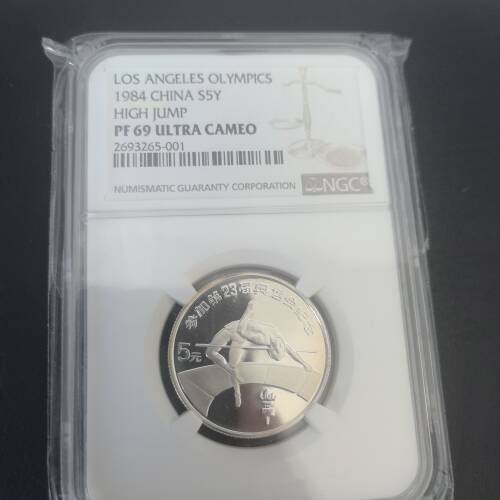 LOS ANGELES OLYMPICS
1984 CHINA S5Y
HIGH JUMP
PF 69 ULTRA CAMEO
2693265-001
NUMISMATIC GUARANTY CORPORATION
NGC®
参加第23届奥运会纪念
5元